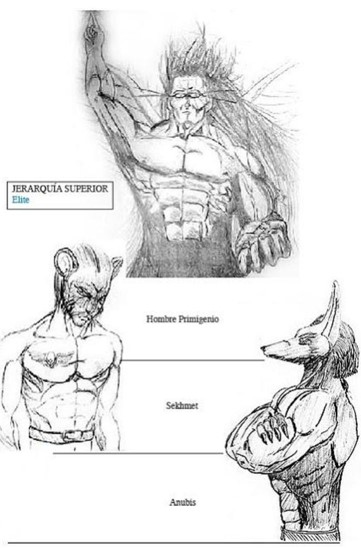 JERARQUÍA SUPERIOR
Elite
Hombre Primigenio
Sekhmet
Anubis